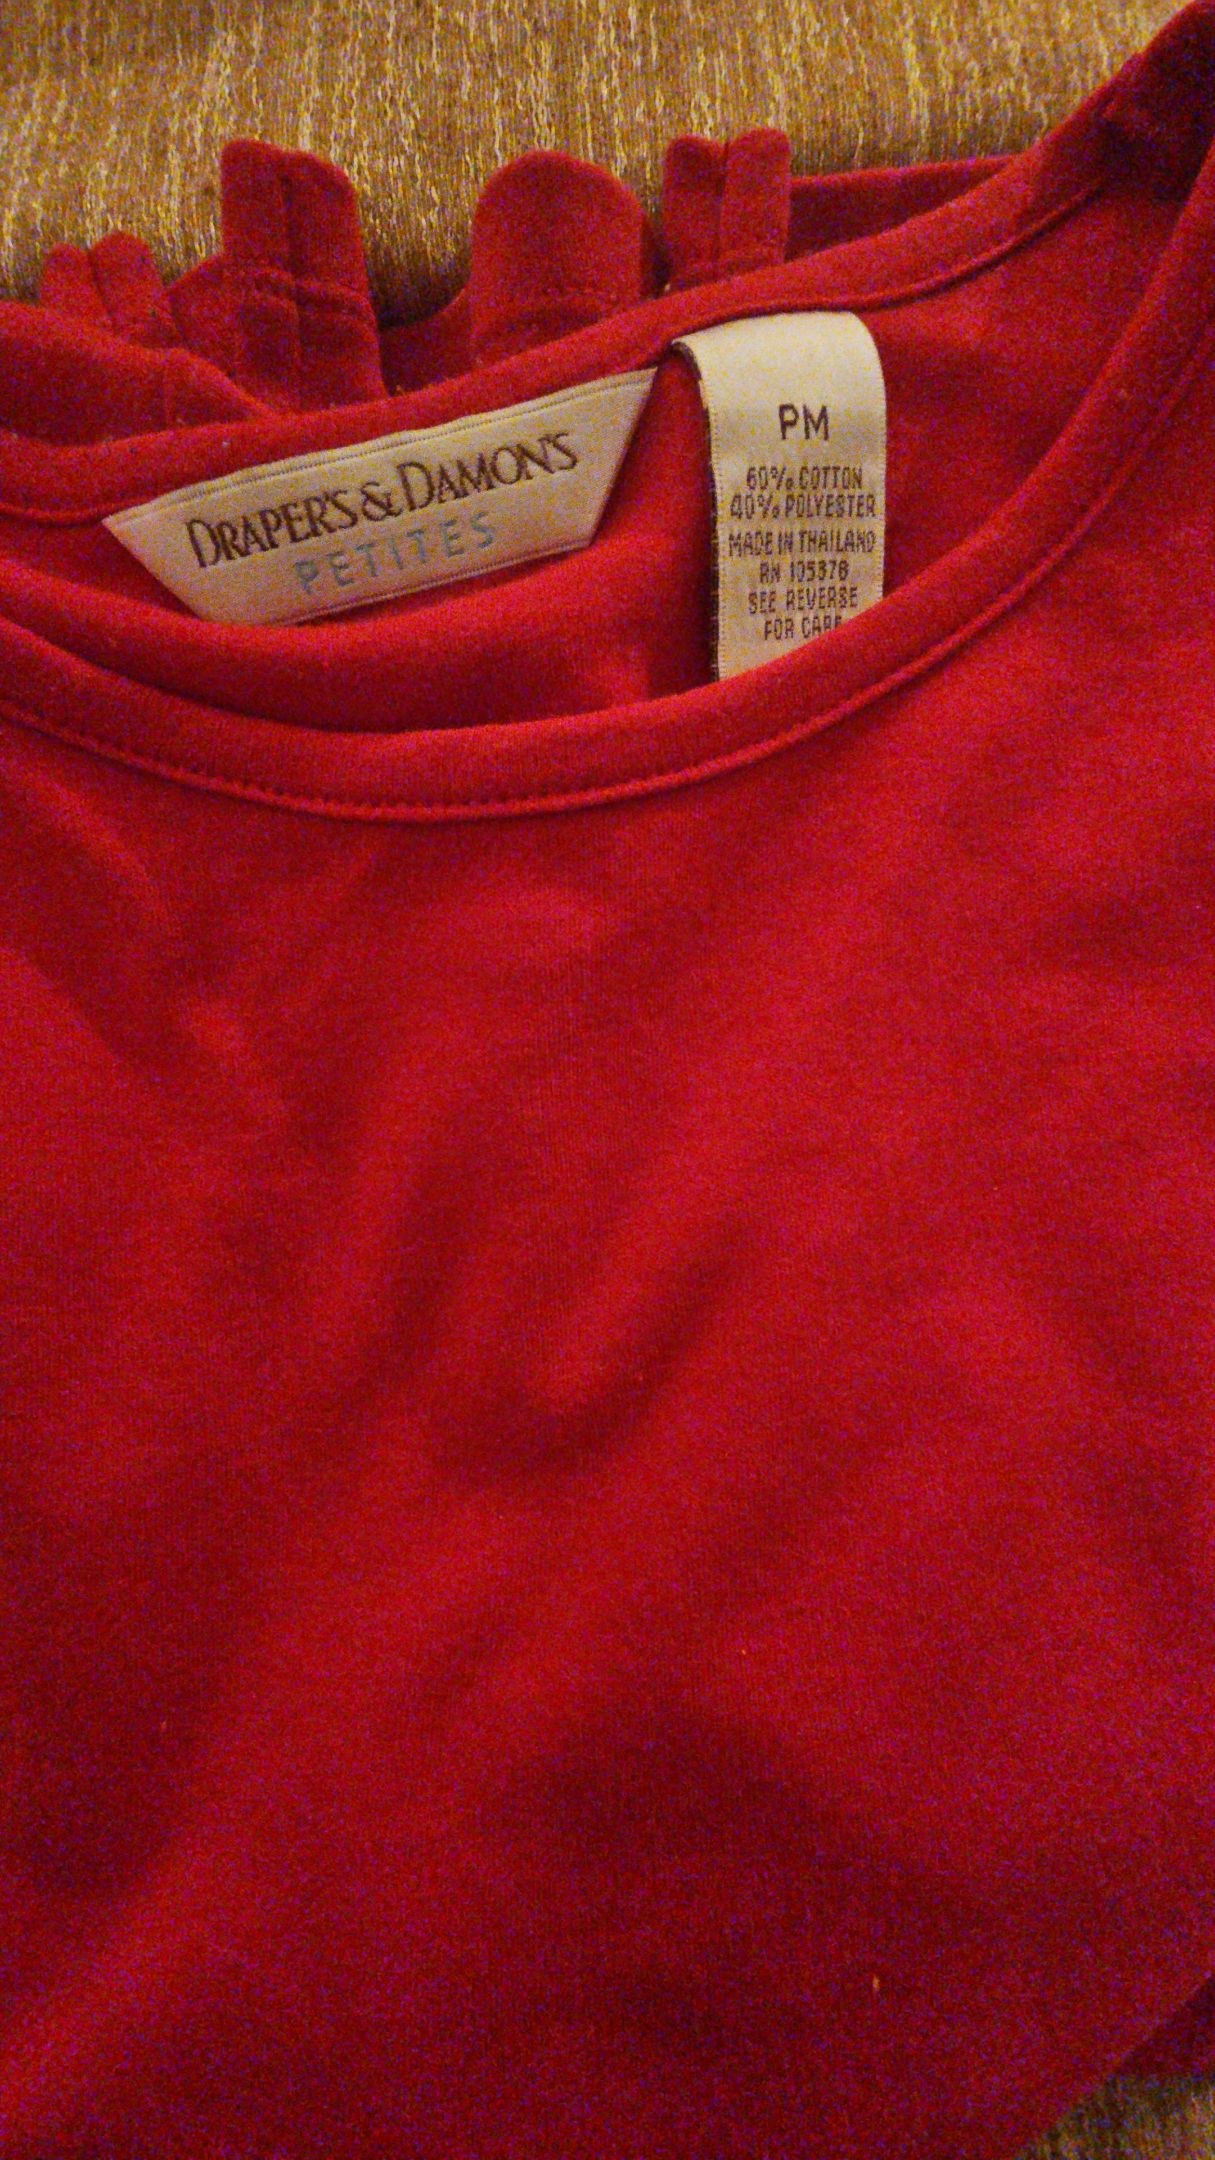 DRAPER'S & DAMON'S
PETITES
PM
60% COTTON
40% POLYESTER
MADE IN THAILAND
RN 105378
SEE REVERSE
FOR CARE